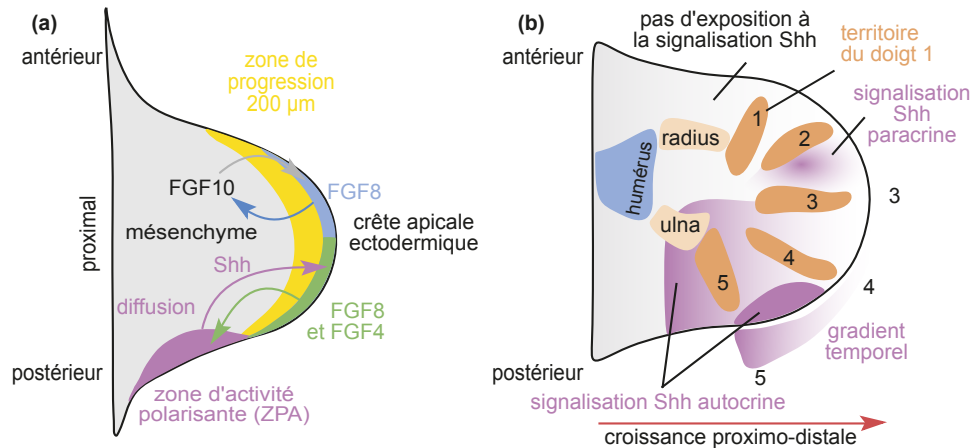 (a)
antérieur
zone de
progression
200 µm
FGF10
FGF8
mésenchyme
crête apicale
ectodermique
proximal
Shh
diffusion
FGF8
et FGF4
postérieur
zone d'activité
polarisante (ZPA)
(b)
pas d'exposition à
la signalisation Shh
territoire
du doigt 1
antérieur
signalisation
Shh
paracrine
1
2
radius
humérus
3
3
ulna
4
4
5
gradient
temporel
postérieur
5
signalisation Shh autocrine
croissance proximo-distale